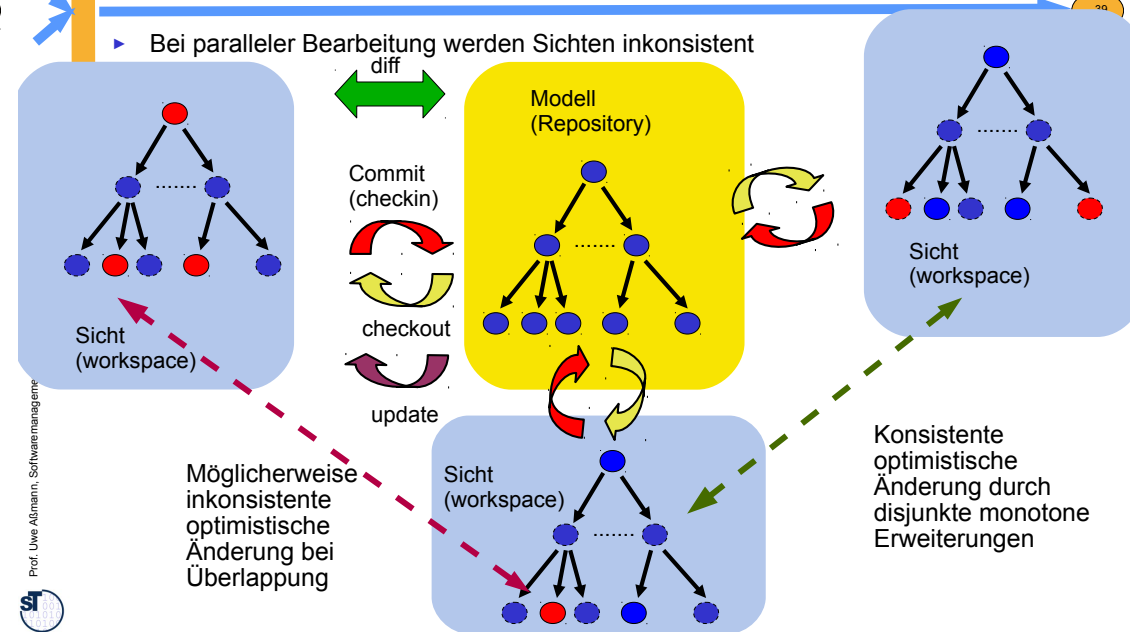 39
Bei paralleler Bearbeitung werden Sichten inkonsistent
diff
Modell
(Repository)
Commit
(checkin)
checkout
update
Sicht
(workspace)
Sicht
(workspace)
Sicht
(workspace)
Möglicherweise
inkonsistente
optimistische
Änderung bei
Überlappung
Konsistente
optimistische
Änderung durch
disjunkte monotone
Erweiterungen
Prof. Uwe Aßmann, Softwaremanageme
ST